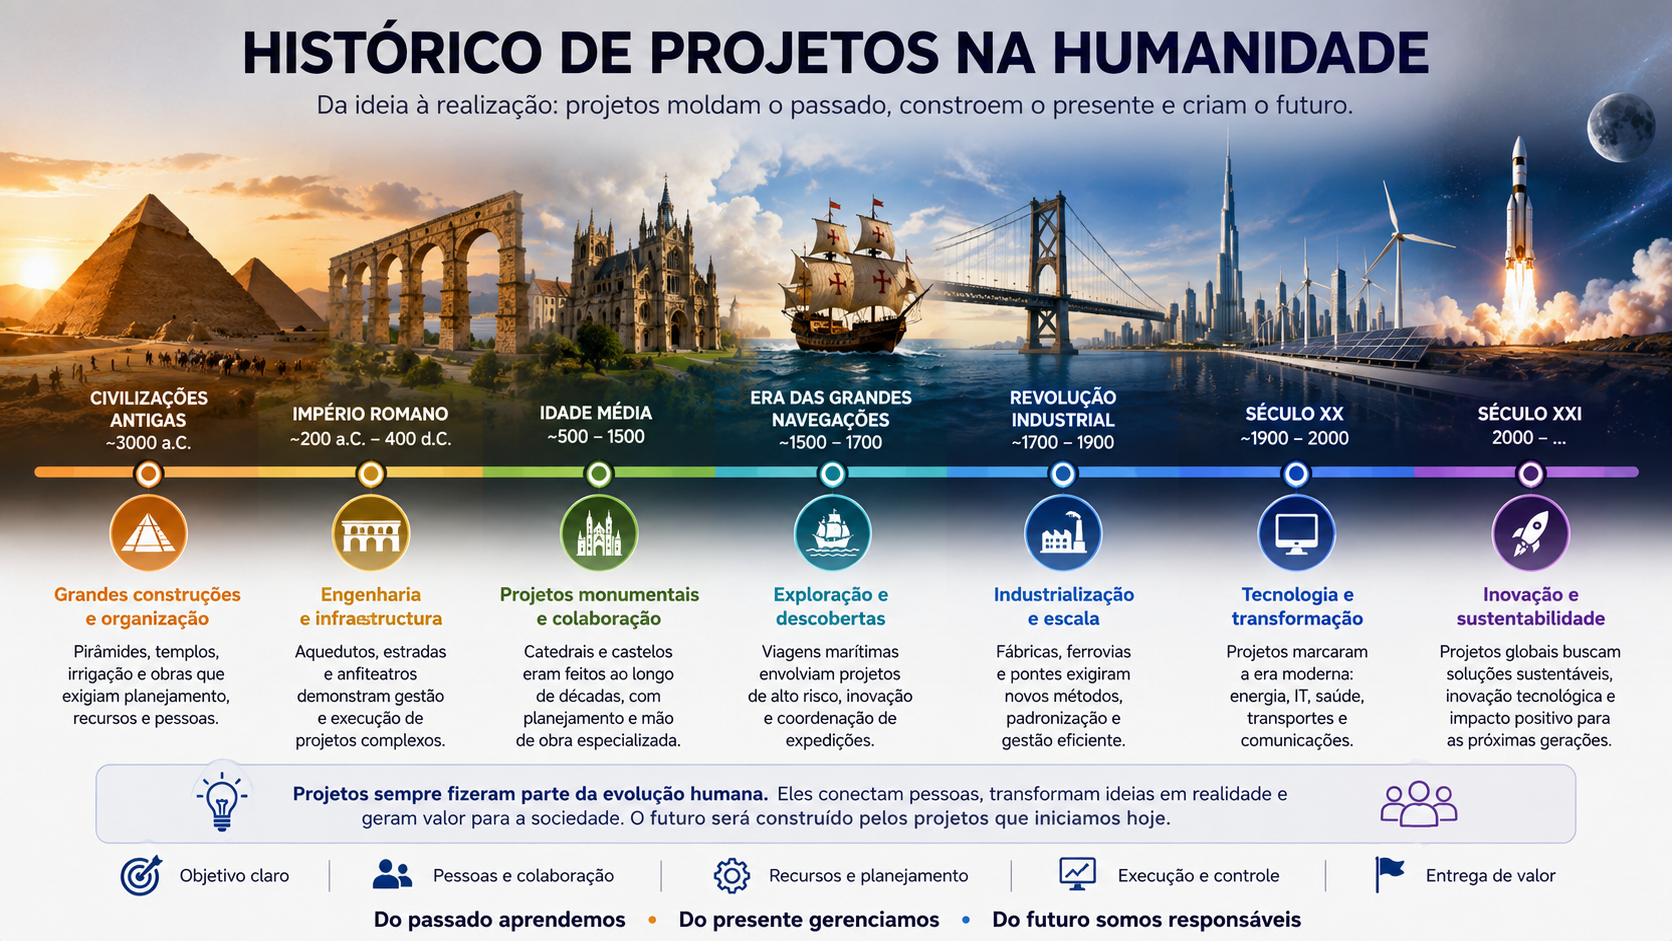 HISTÓRICO DE PROJETOS NA HUMANIDADE
Da ideia à realização: projetos moldam o passado, constroem o presente e criam o futuro.
CIVILIZAÇÕES
ANTIGAS
~3000 a.C.
IMPÉRIO ROMANO
~200 a.C. – 400 d.C.
IDADE MÉDIA
~500 – 1500
ERA DAS GRANDES
NAVEGAÇÕES
~1500 – 1700
REVOLUÇÃO
INDUSTRIAL
~1700 – 1900
SÉCULO XX
~1900 – 2000
SÉCULO XXI
2000 – ...
Grandes construções
e organização
Pirâmides, templos,
irrigação e obras que
exigiam planejamento,
recursos e pessoas.
Engenharia
e infraestructura
Aquedutos, estradas
e anfiteatros
demonstram gestão
e execução de
projetos complexos.
Projetos monumentais
e colaboração
Catedrais e castelos
eram feitos ao longo
de décadas, com
planejamento e mão
de obra especializada.
Exploração e
descobertas
Viagens marítimas
envolviam projetos
de alto risco, inovação
e coordenação de
expedições.
Industrialização
e escala
Fábricas, ferrovias
e pontes exigiram
novos métodos,
padronização e
gestão eficiente.
Tecnologia e
transformação
Projetos marcaram
a era moderna:
energia, IT, saúde,
transportes e
comunicações.
Inovação e
sustentabilidade
Projetos globais buscam
soluções sustentáveis,
inovação tecnológica e
impacto positivo para
as próximas gerações.
Projetos sempre fizeram parte da evolução humana. Eles conectam pessoas, transformam ideias em realidade e
geram valor para a sociedade. O futuro será construído pelos projetos que iniciamos hoje.
Objetivo claro
Pessoas e colaboração
Recursos e planejamento
Execução e controle
Entrega de valor
Do passado aprendemos • Do presente gerenciamos • Do futuro somos responsáveis